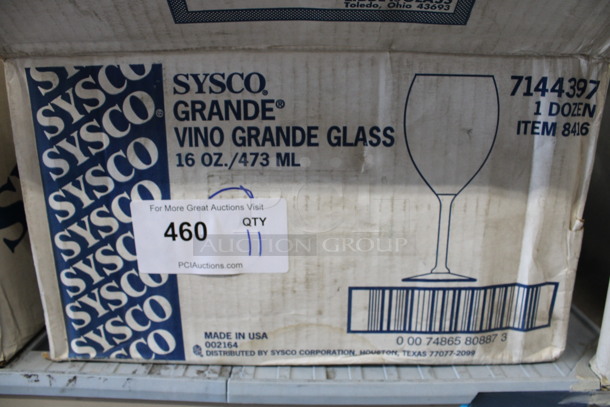 Toledo, Ohio 43693
SYSCO®
GRANDE®
VINO GRANDE GLASS
16 OZ./473 ML
7144397
1 DOZEN
ITEM 8416
SYSCO
SYSCO
SYSCO
SYSCO
SYSCO
SYSCO
SYSCO
SYSCO
For More Great Auctions Visit
460
QTY
11
PCIAuctions.com
AUCTION GROUP
0 00 74865 80887 3
MADE IN USA
002164
DISTRIBUTED BY SYSCO CORPORATION, HOUSTON, TEXAS 77077-2099